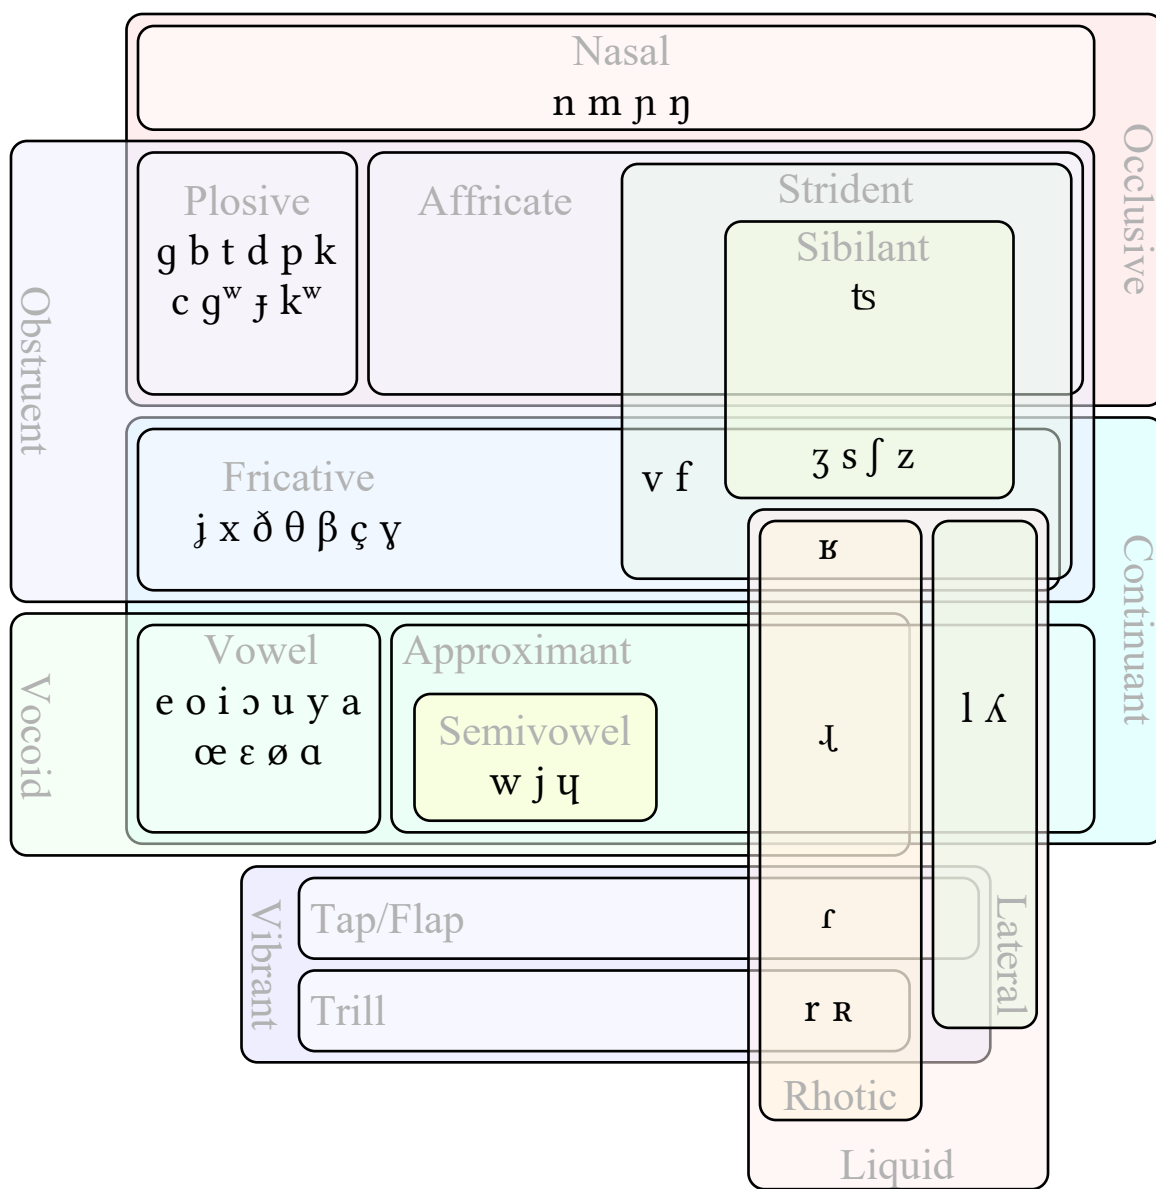 Nasal
n m ɲ ŋ
Occlusive
Plosive
ɡ b t d p k
c ɡʷ ɟ kʷ
Affricate
Strident
Sibilant
ʦ
Obstruent
Fricative
ʝ x ð θ β ç ɣ
v f
ʒ s ʃ z
ʁ
Continuant
Vocoid
Vowel
e o i ɔ u y a
œ ɛ ø ɑ
Approximant
Semivowel
w j ɥ
ɻ
l ʎ
Vibrant
Tap/Flap
ɾ
Trill
r ʀ
Lateral
Rhotic
Liquid